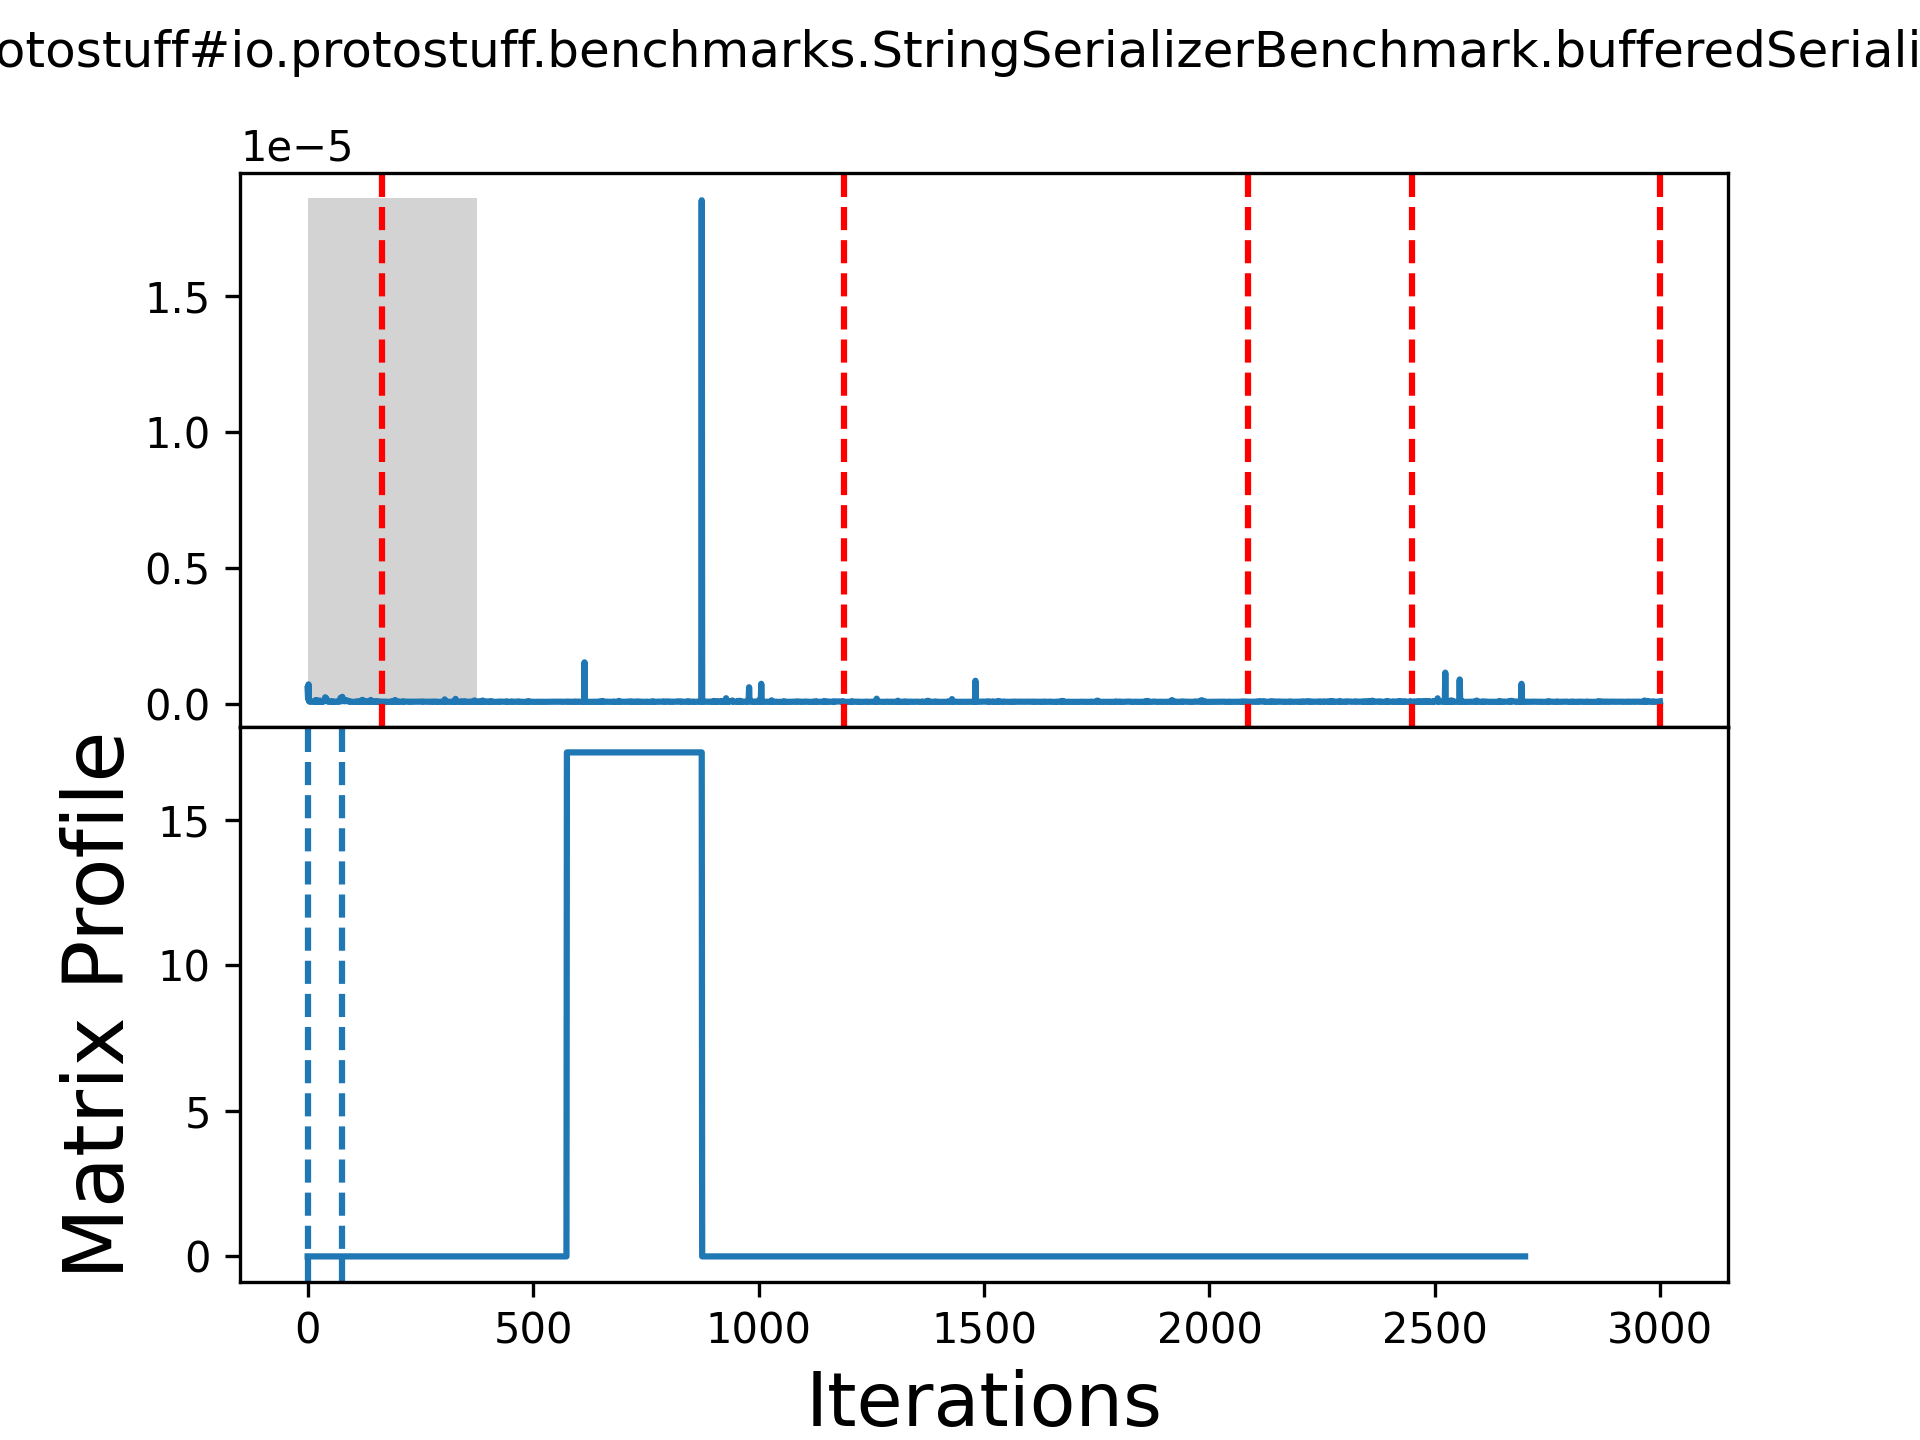 otostuff#io.protostuff.benchmarks.StringSerializerBenchmark.bufferedSeriali
1e−5
1.5
1.0
0.5
0.0
Matrix Profile
15
10
5
0
0 500 1000 1500 2000 2500 3000
Iterations